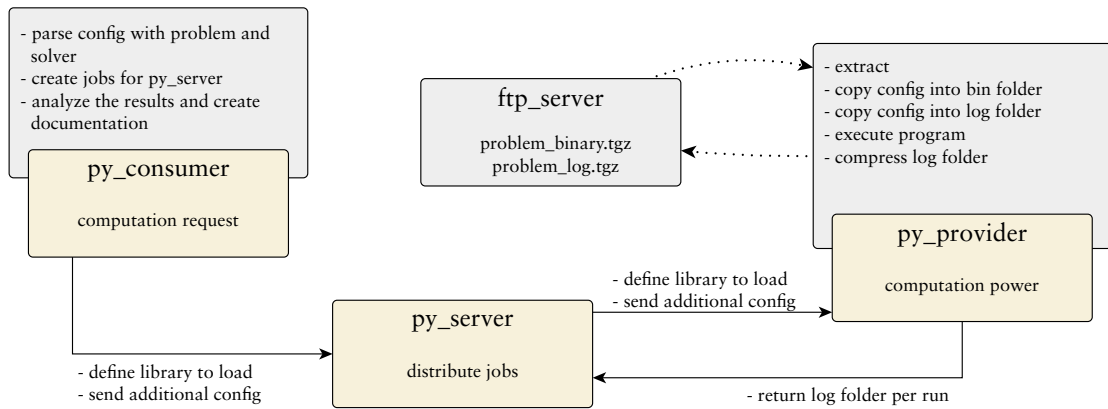 - parse config with problem and
solver
- create jobs for py_server
- analyze the results and create
documentation
py_consumer
computation request
ftp_server
problem_binary.tgz
problem_log.tgz
- extract
- copy config into bin folder
- copy config into log folder
- execute program
- compress log folder
py_provider
computation power
- define library to load
- send additional config
py_server
distribute jobs
- define library to load
- send additional config
- return log folder per run